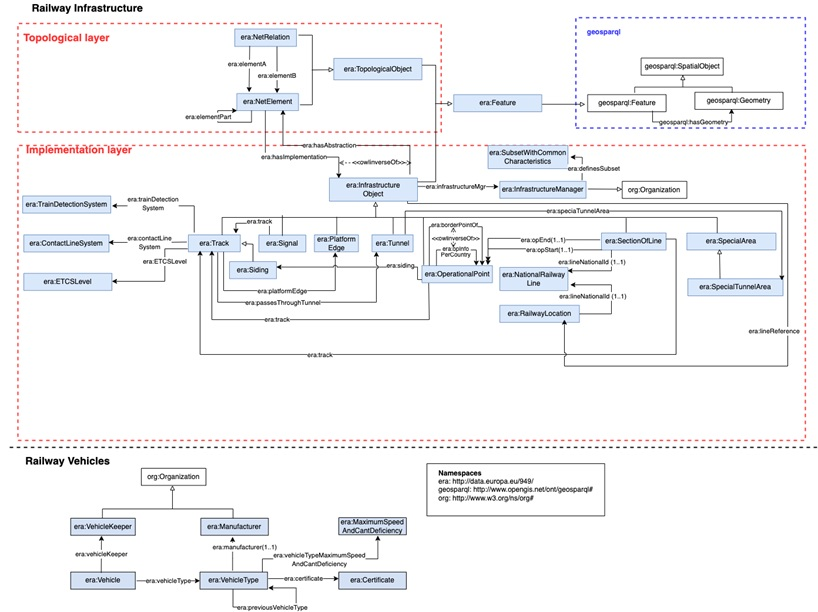 Railway Infrastructure
Topological layer
era:NetRelation
era:elementA
era:elementB
era:TopologicalObject
era:NetElement
era:elementPart
era:Feature
geosparql
geosparql:SpatialObject
geosparql:Feature
geosparql:Geometry
geosparql:hasGeometry
Implementation layer
era:hasAbstraction
era:hasImplementation
<<owlinverseOf>>
era:Infrastructure
Object
era:infrastructureMgr
era:SubsetWithCommon
Characteristics
era:definesSubset
era:InfrastructureManager
org:Organization
era:TrainDetectionSystem
era:trainDetection
System
era:ContactLineSystem
era:contactLine
System
era:ETCSLevel
era:ETCSLevel
era:Track
era:track
era:Signal
era:Platform
Edge
era:Tunnel
era:Siding
era:siding
era:platformEdge
era:passesThroughTunnel
era:track
era:track
era:borderPointOf
<<owlinverseOf>>
era:opInfo
PerCountry
era:OperationalPoint
era:specialTunnelArea
era:opEnd(1..1)
era:opStart(1..1)
era:SectionOfLine
era:lineNationalId (1..1)
era:NationalRailway
Line
era:lineNationalId (1..1)
era:RailwayLocation
era:SpecialArea
era:SpecialTunnelArea
era:lineReference
Railway Vehicles
org:Organization
era:VehicleKeeper
era:Manufacturer
era:MaximumSpeed
AndCantDeficiency
era:vehicleKeeper
era:manufacturer(1..1)
era:vehicleTypeMaximumSpeed
AndCantDeficiency
era:Vehicle
era:vehicleType
era:VehicleType
era:certificate
era:Certificate
era:previousVehicleType
Namespaces
era: http://data.europa.eu/949/
geosparql: http://www.opengis.net/ont/geosparql#
org: http://www.w3.org/ns/org#